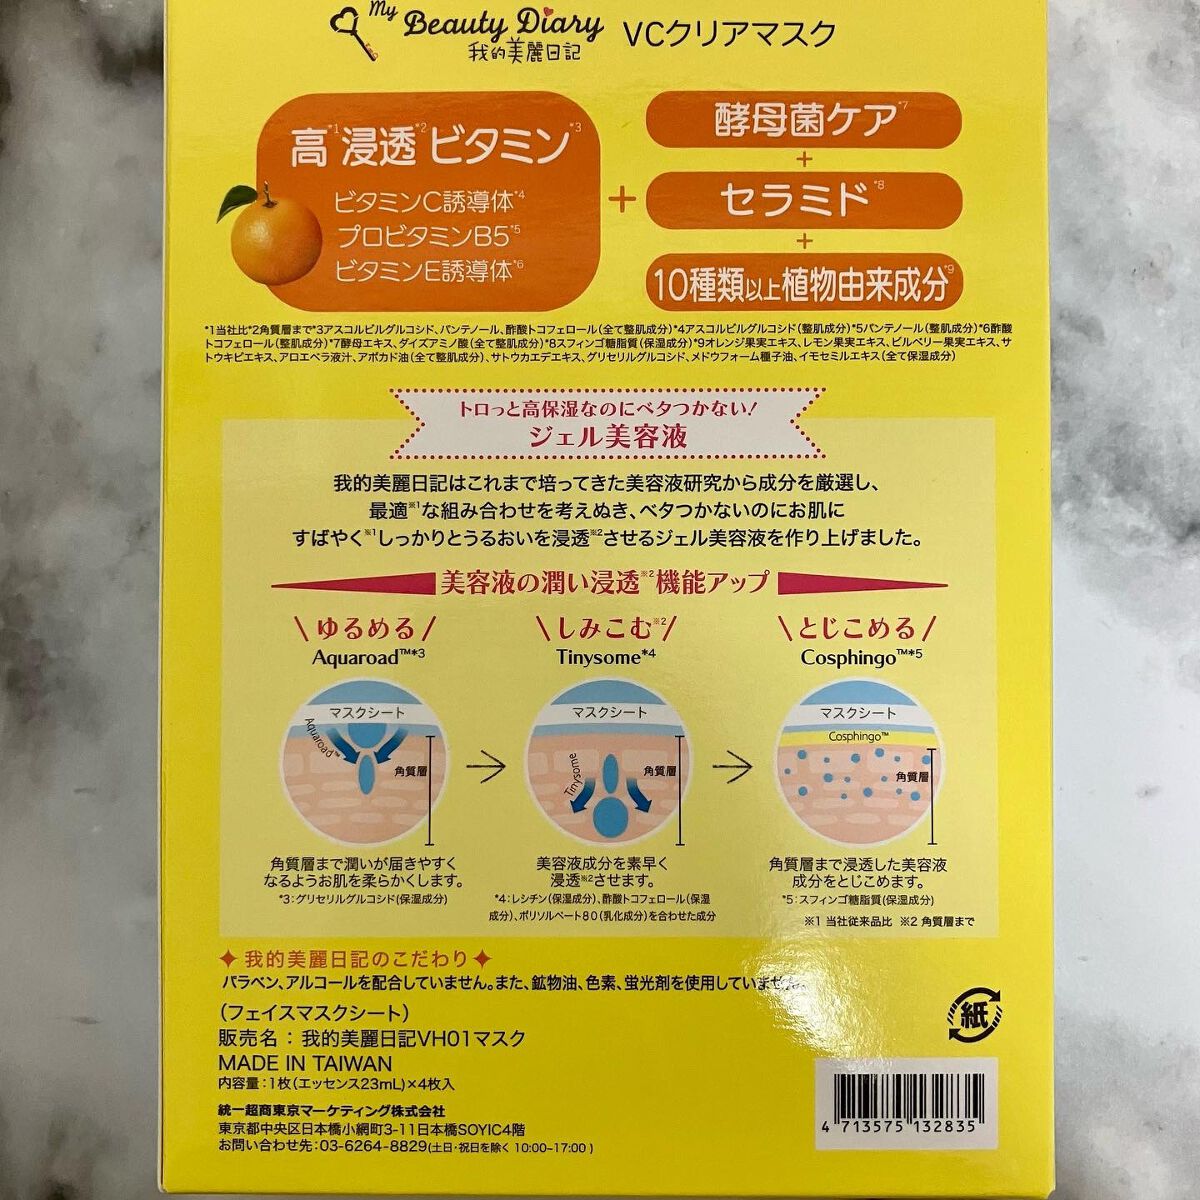 My Beauty Diary
我的美麗日記
VCクリアマスク
高*1浸透*2ビタミン*3
ビタミンC誘導体*4
プロビタミンB5*5
ビタミンE誘導体*6
+
酵母菌ケア*7
+
セラミド*8
+
10種類以上植物由来成分*9
*1当社比*2角質層まで*3アスコルビルグルコシド、パンテノール、酢酸トコフェロール(全て整肌成分)*4アスコルビルグルコシド(整肌成分)*5パンテノール(整肌成分)*6酢酸
トコフェロール(整肌成分)*7酵母エキス、ダイズアミノ酸(全て整肌成分)*8スフィンゴ糖脂質(保湿成分)*9オレンジ果実エキス、レモン果実エキス、ビルベリー果実エキス、サ
トウキビエキス、アロエベラ液汁、アボカド油(全て整肌成分)、サトウカエデエキス、グリセリルグルコシド、メドウフォーム種子油、イモセミルエキス(全て保湿成分)
トロっと高保湿なのにベタつかない!
ジェル美容液
我的美麗日記はこれまで培ってきた美容液研究から成分を厳選し、
最適※1な組み合わせを考えぬき、ベタつかないのにお肌に
すばやく※1しっかりとうるおいを浸透※2させるジェル美容液を作り上げました。
美容液の潤い浸透※2機能アップ
\ゆるめる/
Aquaroad™*3
マスクシート
Aquaroad™
角質層
角質層まで潤いが届きやすく
なるようお肌を柔らかくします。
*3:グリセリルグルコシド(保湿成分)
\しみこむ※2/
Tinysome*4
マスクシート
Tinysome
角質層
美容液成分を素早く
浸透※2させます。
*4:レシチン(保湿成分)、酢酸トコフェロール(保湿
成分)、ポリソルベート80(乳化成分)を合わせた成分
\とじこめる/
Cosphingo™*5
マスクシート
Cosphingo™
角質層
角質層まで浸透した美容液
成分をとじこめます。
*5:スフィンゴ糖脂質(保湿成分)
※1 当社従来品比 ※2 角質層まで
✦我的美麗日記のこだわり✦
パラベン、アルコールを配合していません。また、鉱物油、色素、蛍光剤を使用していません。
(フェイスマスクシート)
販売名:我的美麗日記VH01マスク
MADE IN TAIWAN
内容量:1枚(エッセンス23mL)×4枚入
統一超商東京マーケティング株式会社
東京都中央区日本橋小網町3-11日本橋SOYIC4階
お問い合わせ先:03-6264-8829(土日・祝日を除く 10:00~17:00 )
紙
4 713575 132835